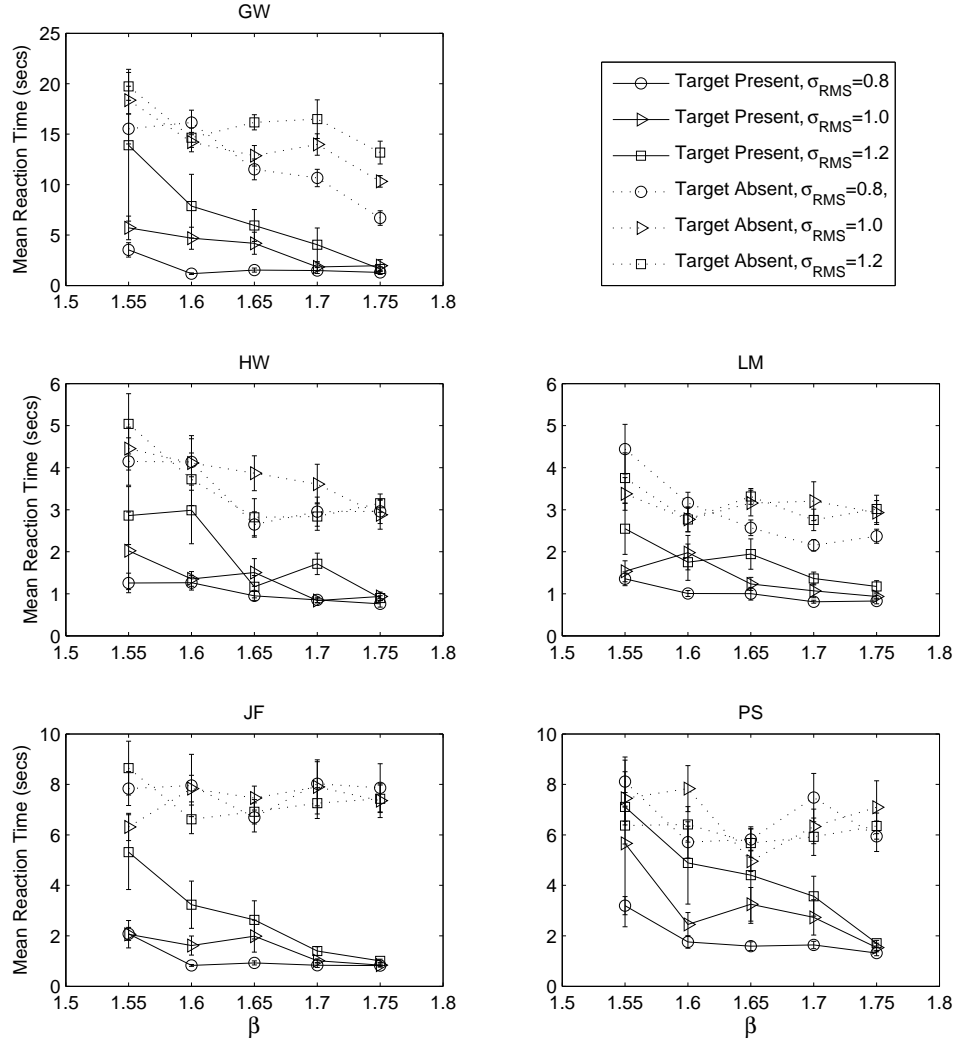 GW
Mean Reaction Time (secs)
25
20
15
10
5
0
1.5 1.55 1.6 1.65 1.7 1.75 1.8
Target Present, σRMS=0.8
Target Present, σRMS=1.0
Target Present, σRMS=1.2
Target Absent, σRMS=0.8,
Target Absent, σRMS=1.0
Target Absent, σRMS=1.2
HW
Mean Reaction Time (secs)
6
5
4
3
2
1
0
1.5 1.55 1.6 1.65 1.7 1.75 1.8
LM
6
5
4
3
2
1
0
1.5 1.55 1.6 1.65 1.7 1.75 1.8
JF
Mean Reaction Time (secs)
10
8
6
4
2
0
1.5 1.55 1.6 1.65 1.7 1.75 1.8
β
PS
10
8
6
4
2
0
1.5 1.55 1.6 1.65 1.7 1.75 1.8
β